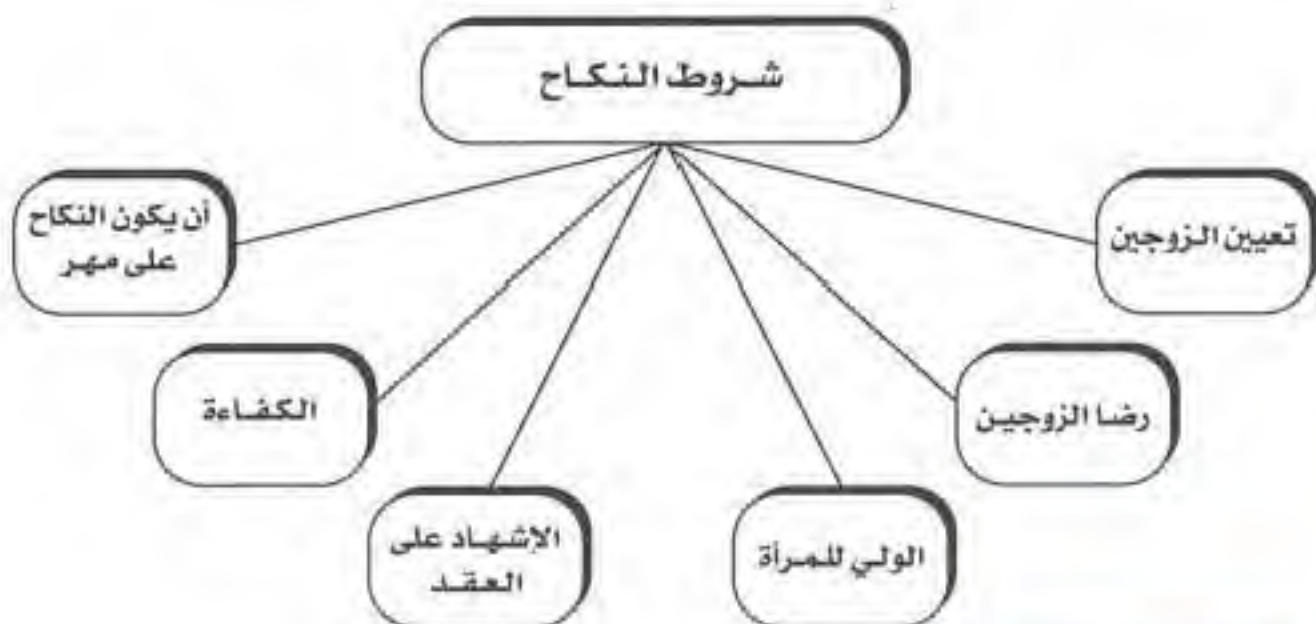 شروط النكاح
تعيين الزوجين
رضا الزوجين
الولي للمرأة
الإشهاد على
العقد
الكفاءة
أن يكون النكاح
على مهر